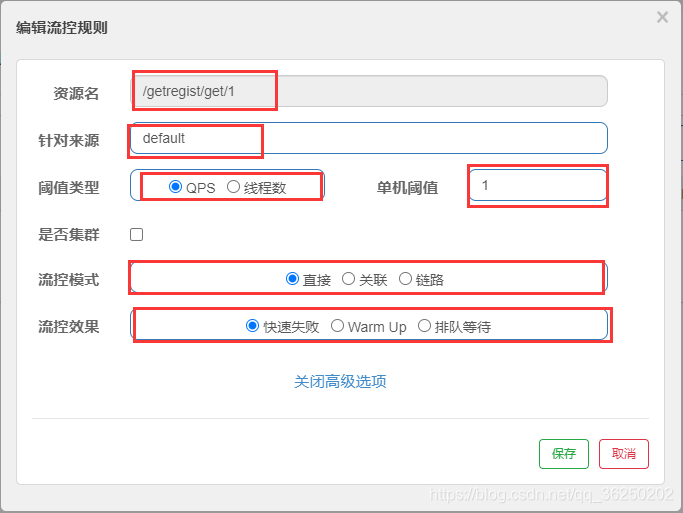 编辑流控规则
×
资源名 /getregist/get/1
针对来源 default
阈值类型 QPS 线程数 单机阈值 1
是否集群
流控模式 直接 关联 链路
流控效果 快速失败 Warm Up 排队等待
关闭高级选项
保存 取消
https://blog.csdn.net/qq_36250202